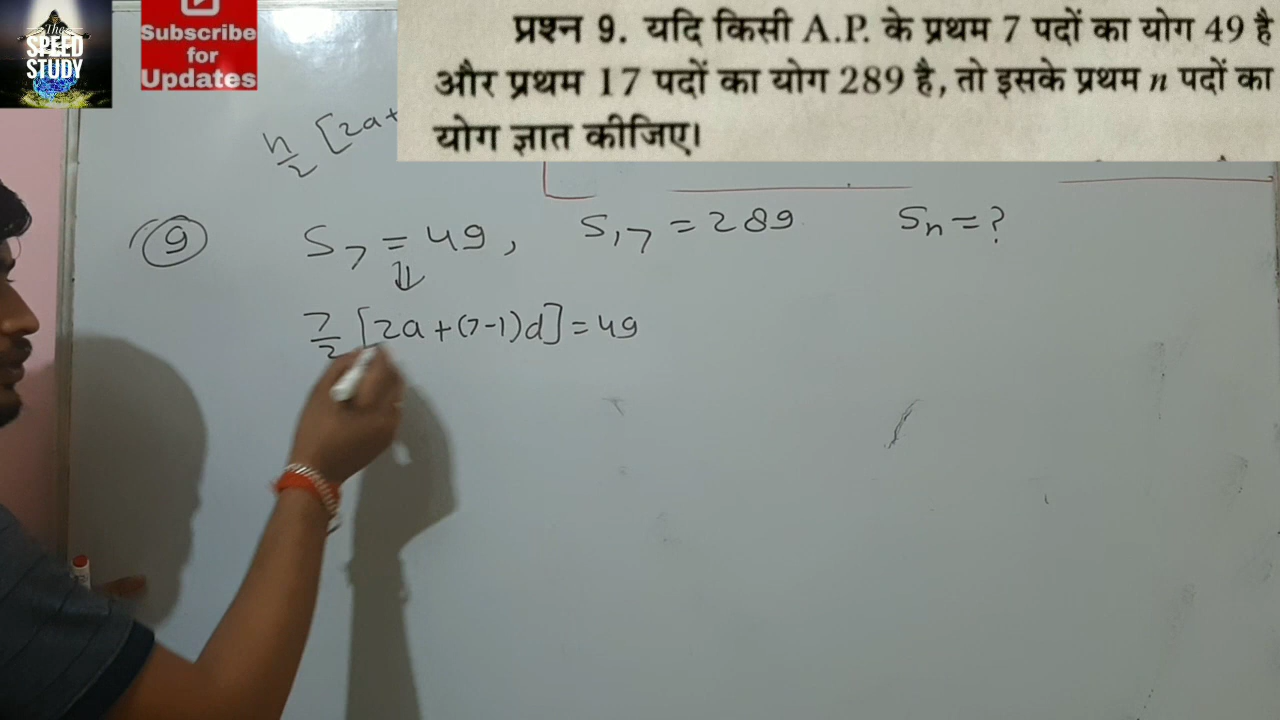 The
SPEED
STUDY
Subscribe
for
Updates
प्रश्न 9. यदि किसी A.P. के प्रथम 7 पदों का योग 49 है
और प्रथम 17 पदों का योग 289 है, तो इसके प्रथम n पदों का
योग ज्ञात कीजिए।
n/2 [2a+
9 S₇ = 49, S₁₇ = 289 Sₙ = ?
⇓
7/2 [2a+(7-1)d] = 49